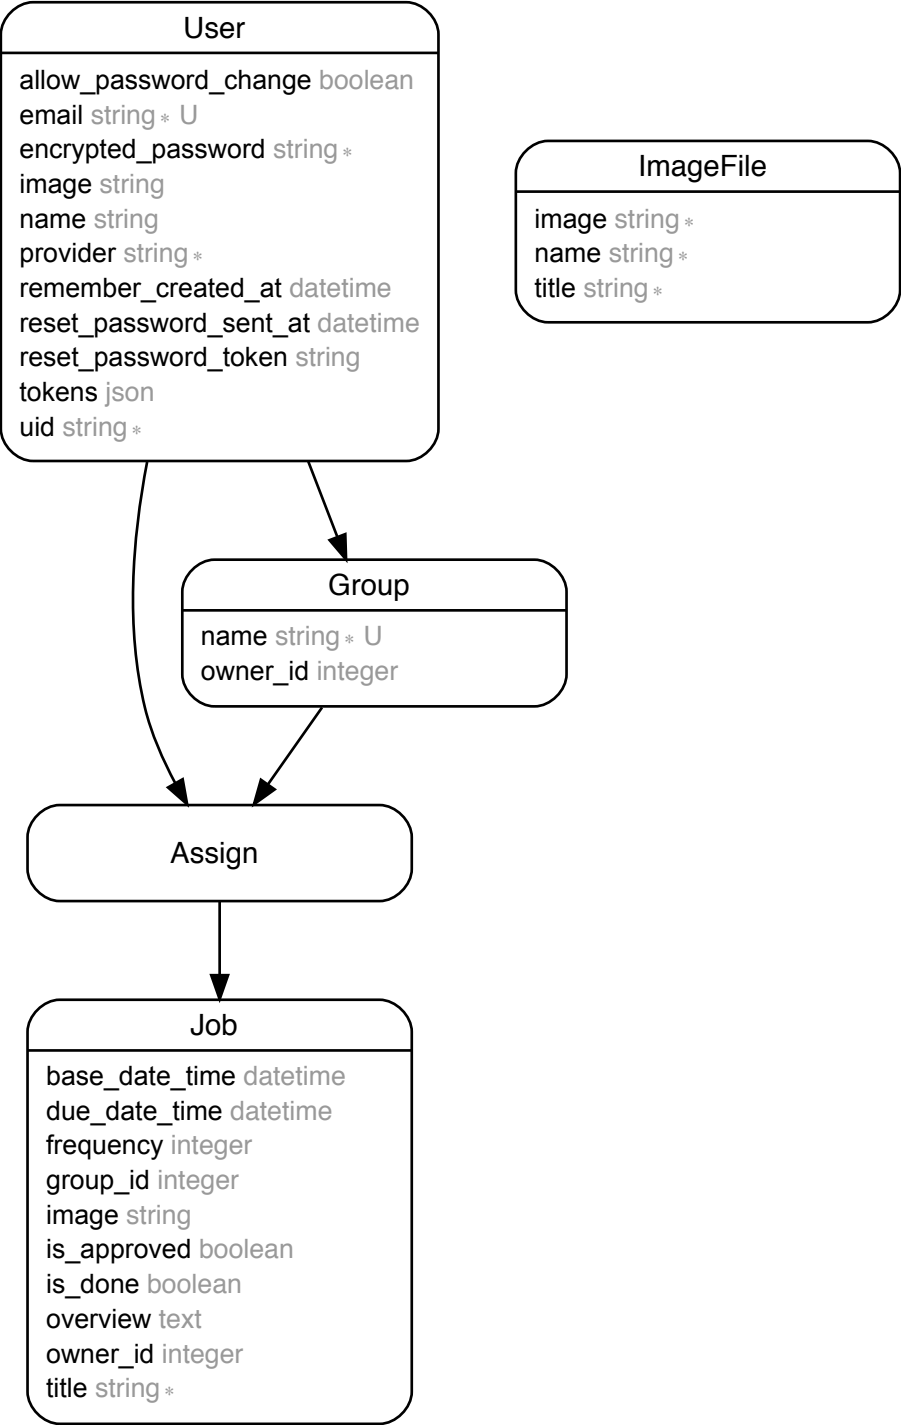 User
allow_password_change boolean
email string * U
encrypted_password string *
image string
name string
provider string *
remember_created_at datetime
reset_password_sent_at datetime
reset_password_token string
tokens json
uid string *
ImageFile
image string *
name string *
title string *
Group
name string * U
owner_id integer
Assign
Job
base_date_time datetime
due_date_time datetime
frequency integer
group_id integer
image string
is_approved boolean
is_done boolean
overview text
owner_id integer
title string *